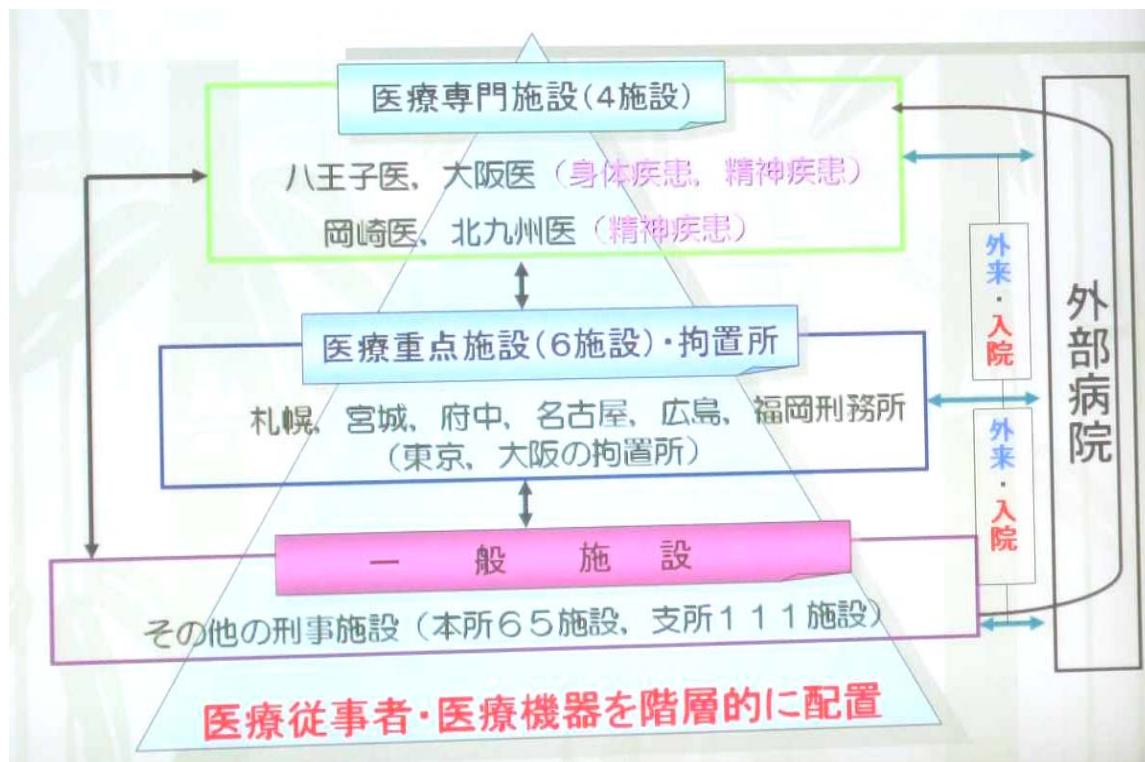 医療専門施設(4施設)
八王子医、大阪医(身体疾患、精神疾患)
岡崎医、北九州医(精神疾患)
医療重点施設(6施設)・拘置所
札幌、宮城、府中、名古屋、広島、福岡刑務所
(東京、大阪の拘置所)
一般施設
その他の刑事施設(本所65施設、支所111施設)
医療従事者・医療機器を階層的に配置
外来・入院
外来・入院
外部病院